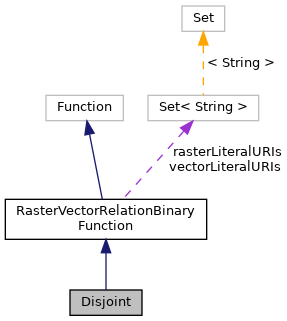 Set
< String >
Function
Set< String >
rasterLiteralURIs
vectorLiteralURIs
RasterVectorRelationBinary
Function
Disjoint